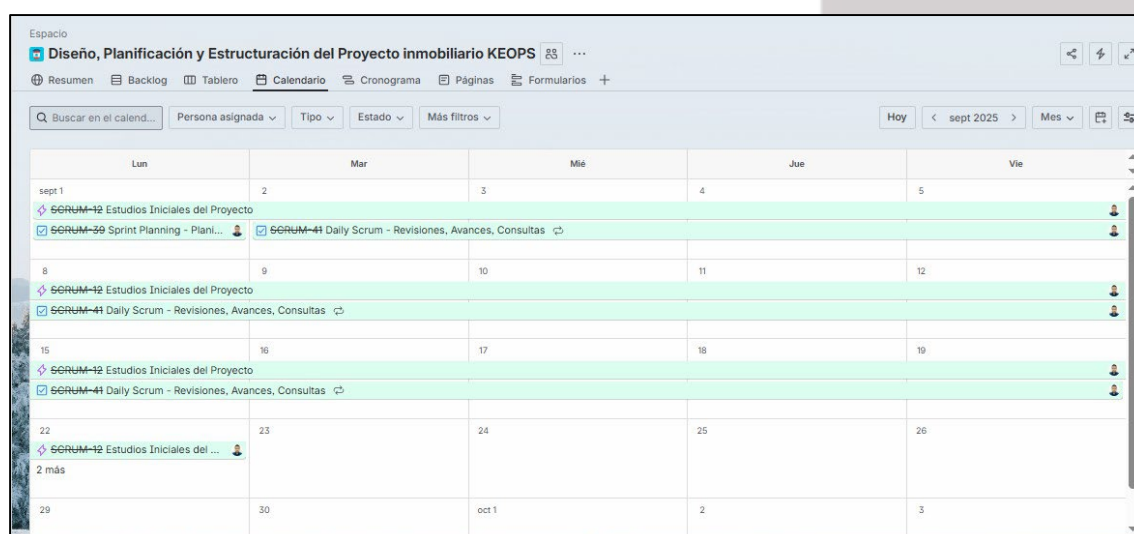 Espacio
Diseño, Planificación y Estructuración del Proyecto inmobiliario KEOPS
Resumen Backlog Tablero Calendario Cronograma Páginas Formularios
Buscar en el calend... Persona asignada Tipo Estado Más filtros Hoy sept 2025 Mes
Lun Mar Mié Jue Vie
sept 1 2 3 4 5
SCRUM-12 Estudios Iniciales del Proyecto
SCRUM-39 Sprint Planning - Plani... SCRUM-41 Daily Scrum - Revisiones, Avances, Consultas
8 9 10 11 12
SCRUM-12 Estudios Iniciales del Proyecto
SCRUM-41 Daily Scrum - Revisiones, Avances, Consultas
15 16 17 18 19
SCRUM-12 Estudios Iniciales del Proyecto
SCRUM-41 Daily Scrum - Revisiones, Avances, Consultas
22 23 24 25 26
SCRUM-12 Estudios Iniciales del ...
2 más
29 30 oct 1 2 3